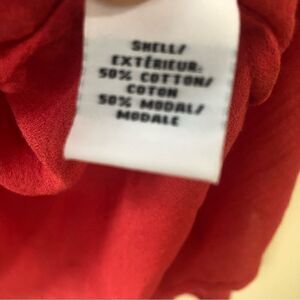 SHELL/
EXTÉRIEUR:
50% COTTON/
COTON
50% MODAL/
MODALE